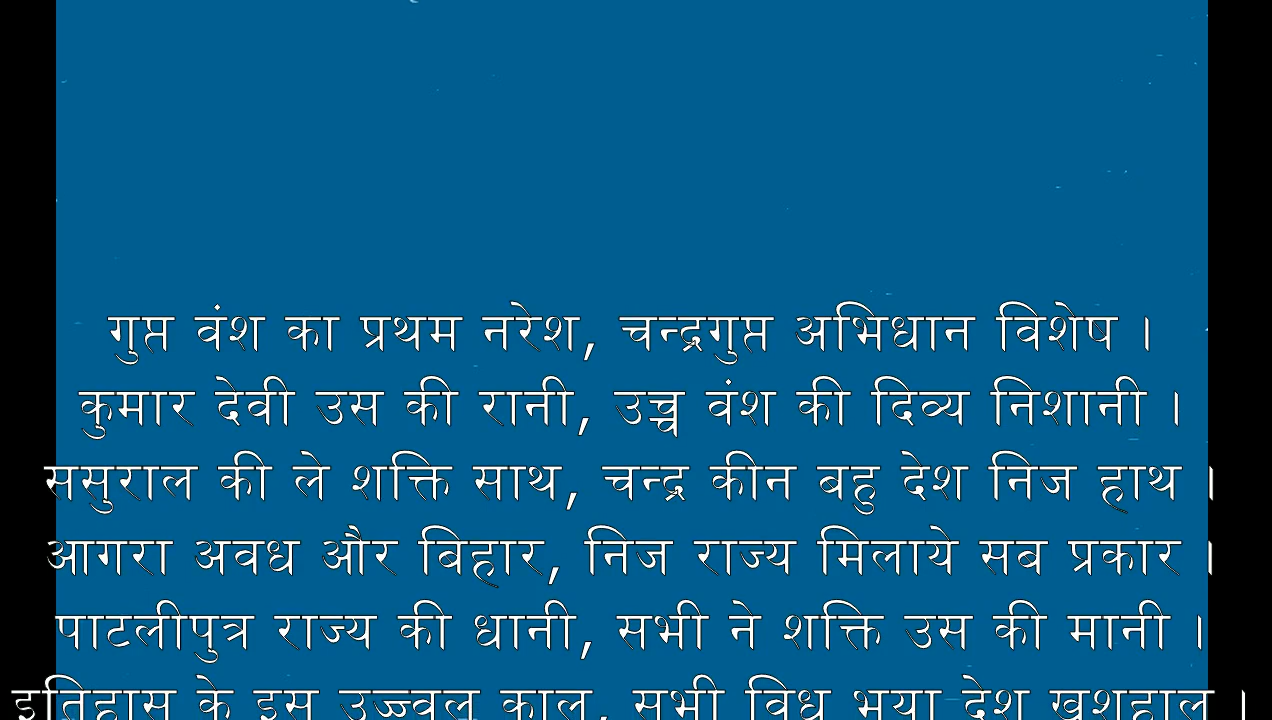 गुप्त वंश का प्रथम नरेश, चन्द्रगुप्त अभिधान विशेष ।
कुमार देवी उस की रानी, उच्च वंश की दिव्य निशानी ।
ससुराल की ले शक्ति साथ, चन्द्र कीन बहु देश निज हाथ ।
आगरा अवध और बिहार, निज राज्य मिलाये सब प्रकार ।
पाटलीपुत्र राज्य की धानी, सभी ने शक्ति उस की मानी ।
इतिहास के इस उज्ज्वल काल, सभी विध भया देश खुशहाल ।